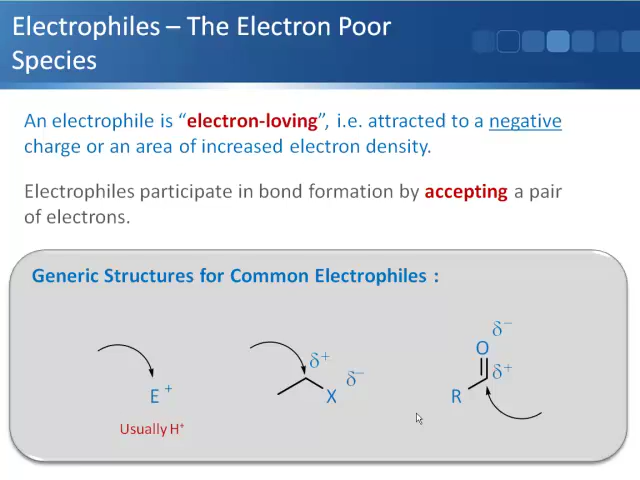 Electrophiles – The Electron Poor
Species
An electrophile is “electron-loving”, i.e. attracted to a negative
charge or an area of increased electron density.
Electrophiles participate in bond formation by accepting a pair
of electrons.
Generic Structures for Common Electrophiles :
E⁺
Usually H⁺
δ⁺
δ⁻
X
δ⁻
O
δ⁺
R